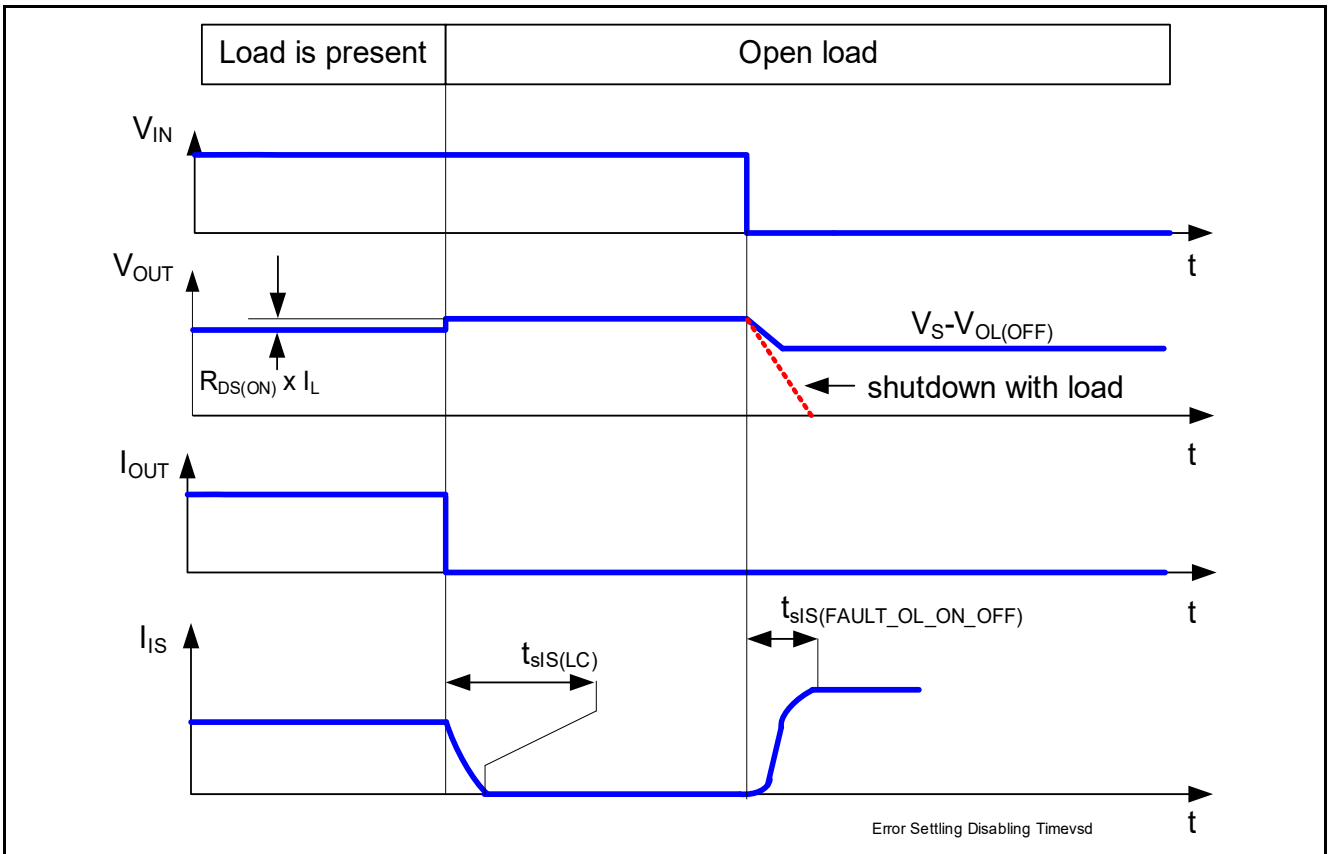 Load is present
Open load
VIN
t
VOUT
VS-VOL(OFF)
RDS(ON) x IL
shutdown with load
t
IOUT
t
tsIS(FAULT_OL_ON_OFF)
IIS
tsIS(LC)
Error Settling Disabling Timevsd
t